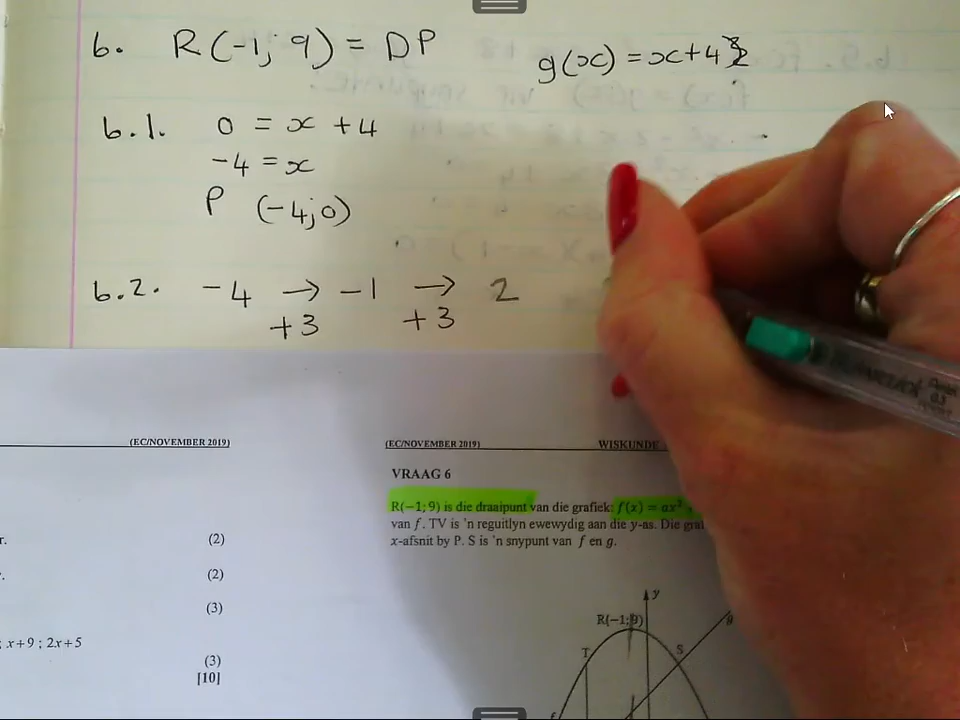 6. R(-1; 9) = DP
g(x) = x+4
6.1. 0 = x + 4
-4 = x
P (-4; 0)
6.2. -4 → -1 → 2
+3 +3
(EC/NOVEMBER 2019)
(2)
(2)
(3)
; x+9 ; 2x+5
(3)
[10]
(EC/NOVEMBER 2019) WISKUNDE
VRAAG 6
R(−1; 9) is die draaipunt van die grafiek: f(x) = ax²
van f. TV is 'n reguitlyn ewewydig aan die y-as. Die
x-afsnit by P. S is 'n snypunt van f en g.
y
R(−1;9)
g
T
S